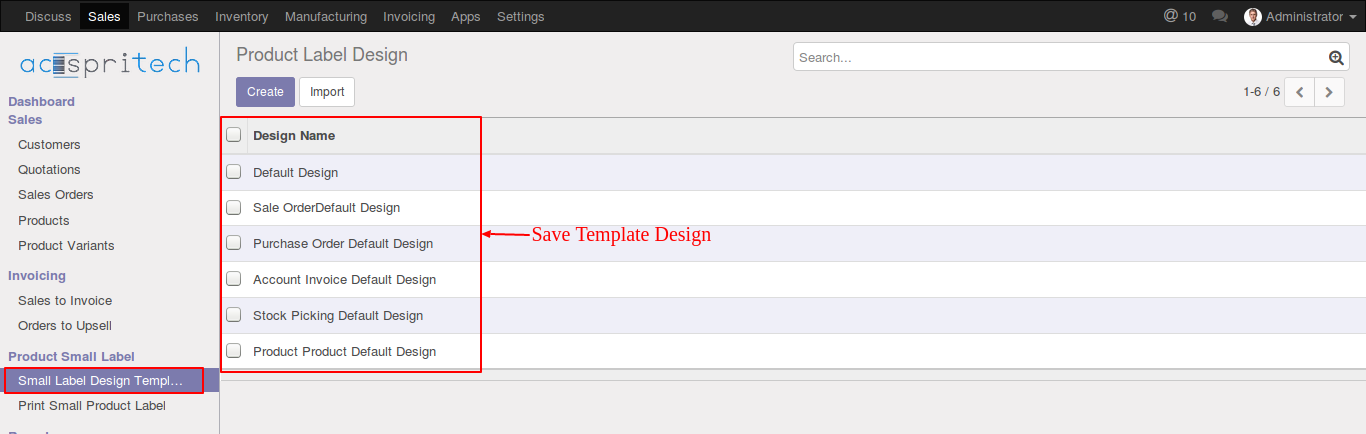 Discuss Sales Purchases Inventory Manufacturing Invoicing Apps Settings @ 10 Administrator
acespritech
Dashboard
Sales
Customers
Quotations
Sales Orders
Products
Product Variants
Invoicing
Sales to Invoice
Orders to Upsell
Product Small Label
Small Label Design Templ...
Print Small Product Label
Product Label Design
Search...
Create Import
1-6 / 6
Design Name
Default Design
Sale OrderDefault Design
Purchase Order Default Design
Account Invoice Default Design
Stock Picking Default Design
Product Product Default Design
Save Template Design